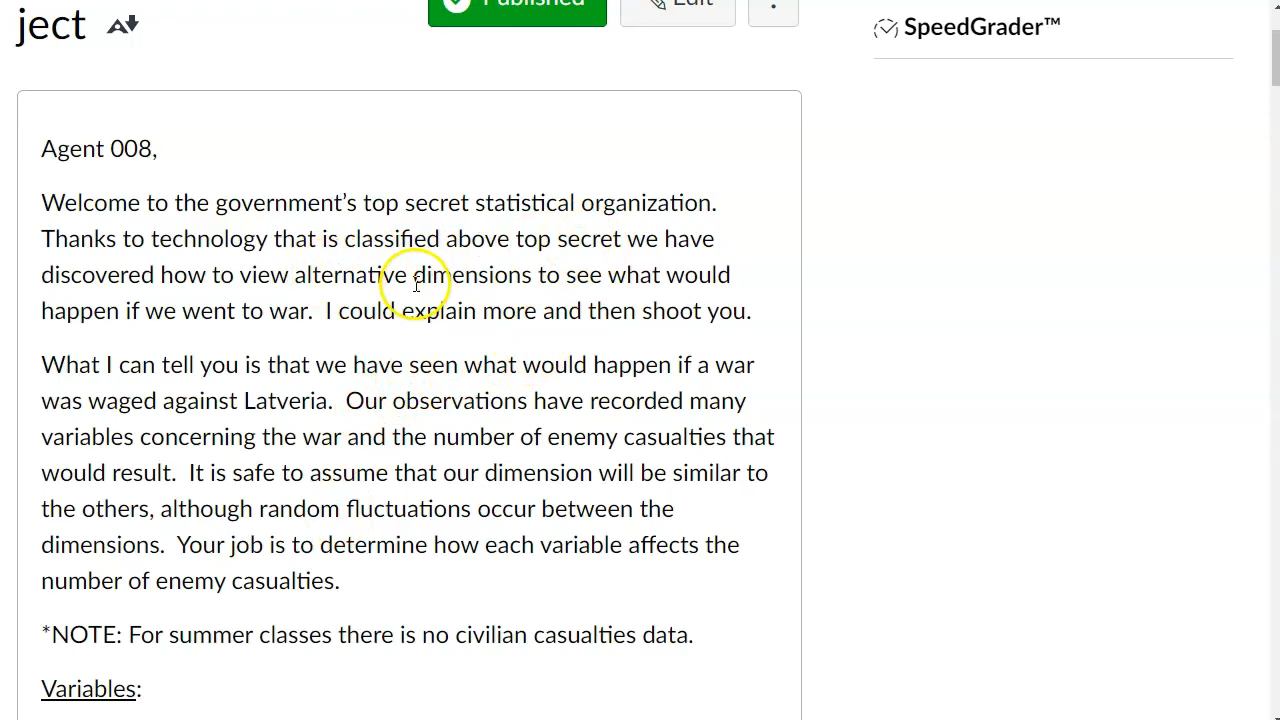 ject
Published
Edit
SpeedGrader™
Agent 008,
Welcome to the government’s top secret statistical organization.
Thanks to technology that is classified above top secret we have
discovered how to view alternative dimensions to see what would
happen if we went to war.  I could explain more and then shoot you.
What I can tell you is that we have seen what would happen if a war
was waged against Latveria.  Our observations have recorded many
variables concerning the war and the number of enemy casualties that
would result.  It is safe to assume that our dimension will be similar to
the others, although random fluctuations occur between the
dimensions.  Your job is to determine how each variable affects the
number of enemy casualties.
*NOTE: For summer classes there is no civilian casualties data.
Variables: